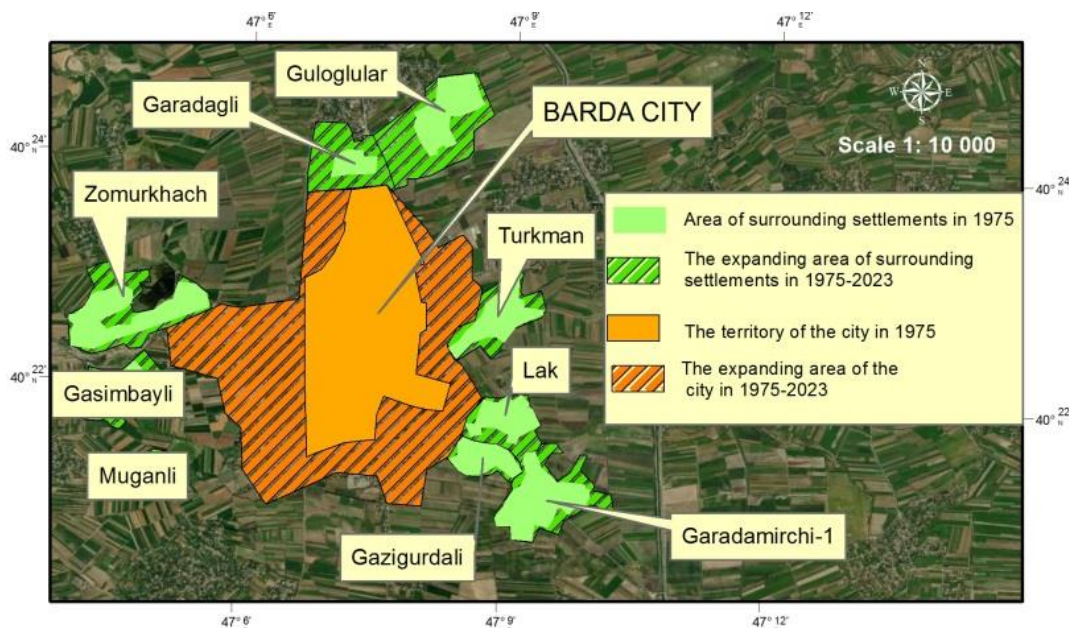 47° 6' E
47° 9' E
47° 12' E
Guloglular
Garadagli
BARDA CITY
N
W E
S
40° 24' N
Scale 1: 10 000
40° 24' N
Zomurkhach
Turkman
Area of surrounding settlements in 1975
The expanding area of surrounding
settlements in 1975-2023
The territory of the city in 1975
The expanding area of the
city in 1975-2023
40° 22' N
Lak
Gasimbayli
40° 22' N
Muganli
Gazigurdali
Garadamirchi-1
47° 6' E
47° 9' E
47° 12' E